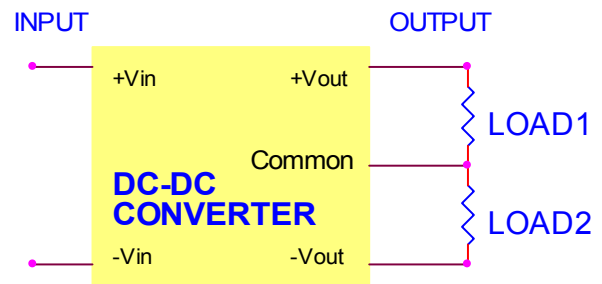 INPUT
OUTPUT
+Vin
+Vout
LOAD1
Common
DC-DC
CONVERTER
LOAD2
-Vin
-Vout